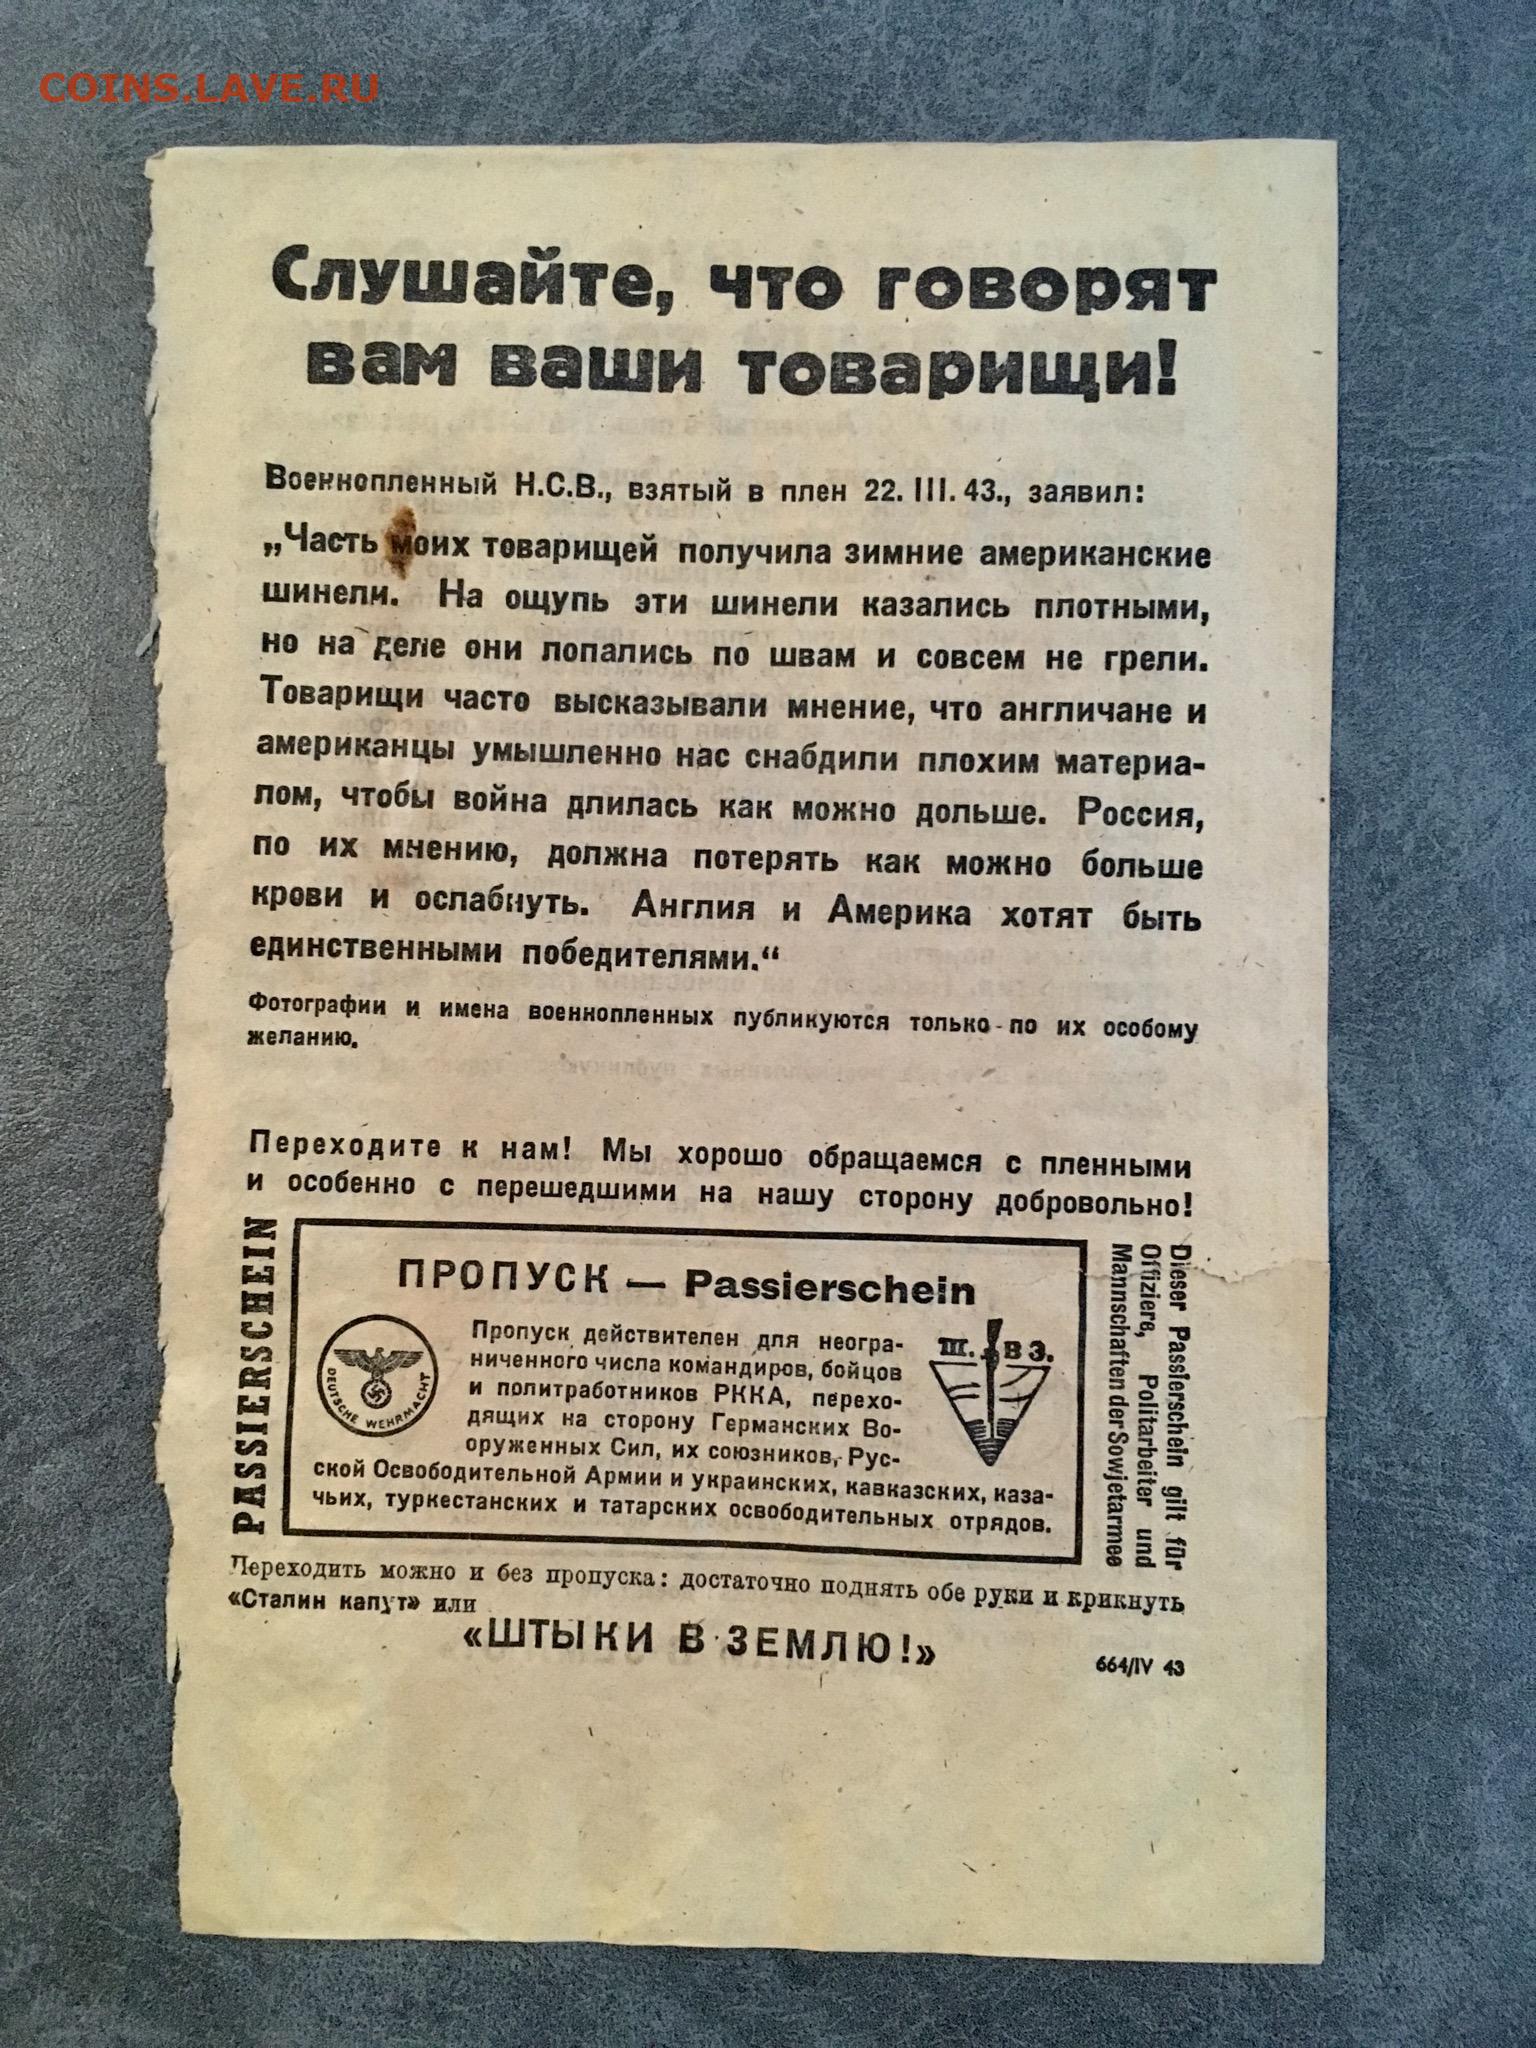 COINS.LAVE.RU
Слушайте, что говорят
вам ваши товарищи!
Военнопленный Н.С.В., взятый в плен 22. III. 43., заявил:
„Часть моих товарищей получила зимние американские
шинели. На ощупь эти шинели казались плотными,
но на деле они лопались по швам и совсем не грели.
Товарищи часто высказывали мнение, что англичане и
американцы умышленно нас снабдили плохим материа-
лом, чтобы война длилась как можно дольше. Россия,
по их мнению, должна потерять как можно больше
крови и ослабнуть. Англия и Америка хотят быть
единственными победителями.“
Фотографии и имена военнопленных публикуются только по их особому
желанию.
Переходите к нам! Мы хорошо обращаемся с пленными
и особенно с перешедшими на нашу сторону добровольно!
PASSIERSCHEIN
ПРОПУСК — Passierschein
DEUTSCHE WEHRMACHT
Пропуск действителен для неогра-
ниченного числа командиров, бойцов
и политработников РККА, перехо-
дящих на сторону Германских Во-
оруженных Сил, их союзников, Рус-
ской Освободительной Армии и украинских, кавказских, каза-
чьих, туркестанских и татарских освободительных отрядов.
Ш. В З.
Dieser Passierschein gilt für
Offiziere, Politarbeiter und
Mannschaften der Sowjetarmee
Переходить можно и без пропуска: достаточно поднять обе руки и крикнуть
«Сталин капут» или
«ШТЫКИ В ЗЕМЛЮ!»
664/IV 43